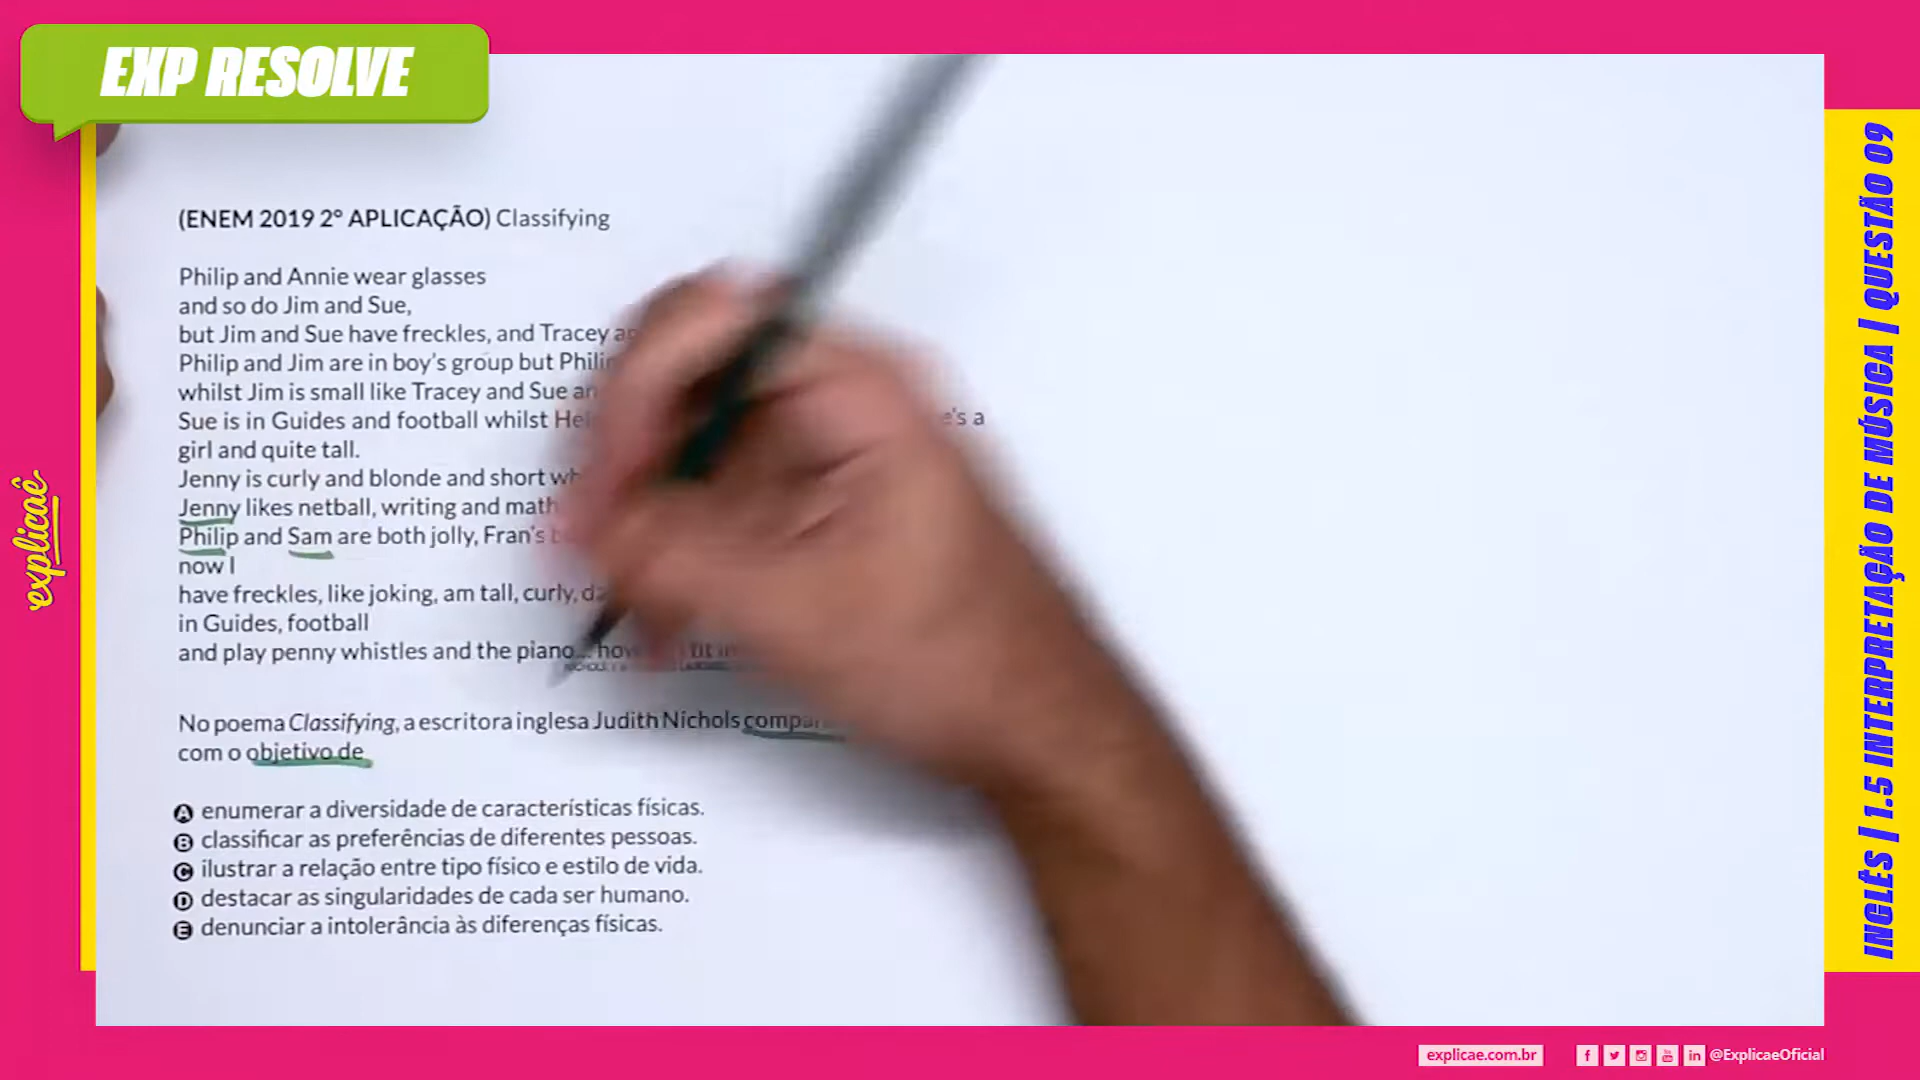 EXP RESOLVE
(ENEM 2019 2° APLICAÇÃO) Classifying
Philip and Annie wear glasses
and so do Jim and Sue,
but Jim and Sue have freckles, and Tracey
Philip and Jim are in boy's group but
whilst Jim is small like Tracey and Sue
Sue is in Guides and football whilst
e's a
girl and quite tall.
Jenny is curly and blonde and short
Jenny likes netball, writing and
Philip and Sam are both jolly, Fran's
now I
have freckles, like joking, am tall, curly,
in Guides, football
and play penny whistles and the piano...
No poema Classifying, a escritora inglesa Judith Nichols
com o objetivo de
A enumerar a diversidade de características físicas.
B classificar as preferências de diferentes pessoas.
C ilustrar a relação entre tipo físico e estilo de vida.
D destacar as singularidades de cada ser humano.
E denunciar a intolerância às diferenças físicas.
explicaê
INGLÊS | 1.5 INTERPRETAÇÃO DE MÚSICA | QUESTÃO 09
explicae.com.br
@ExplicaeOficial